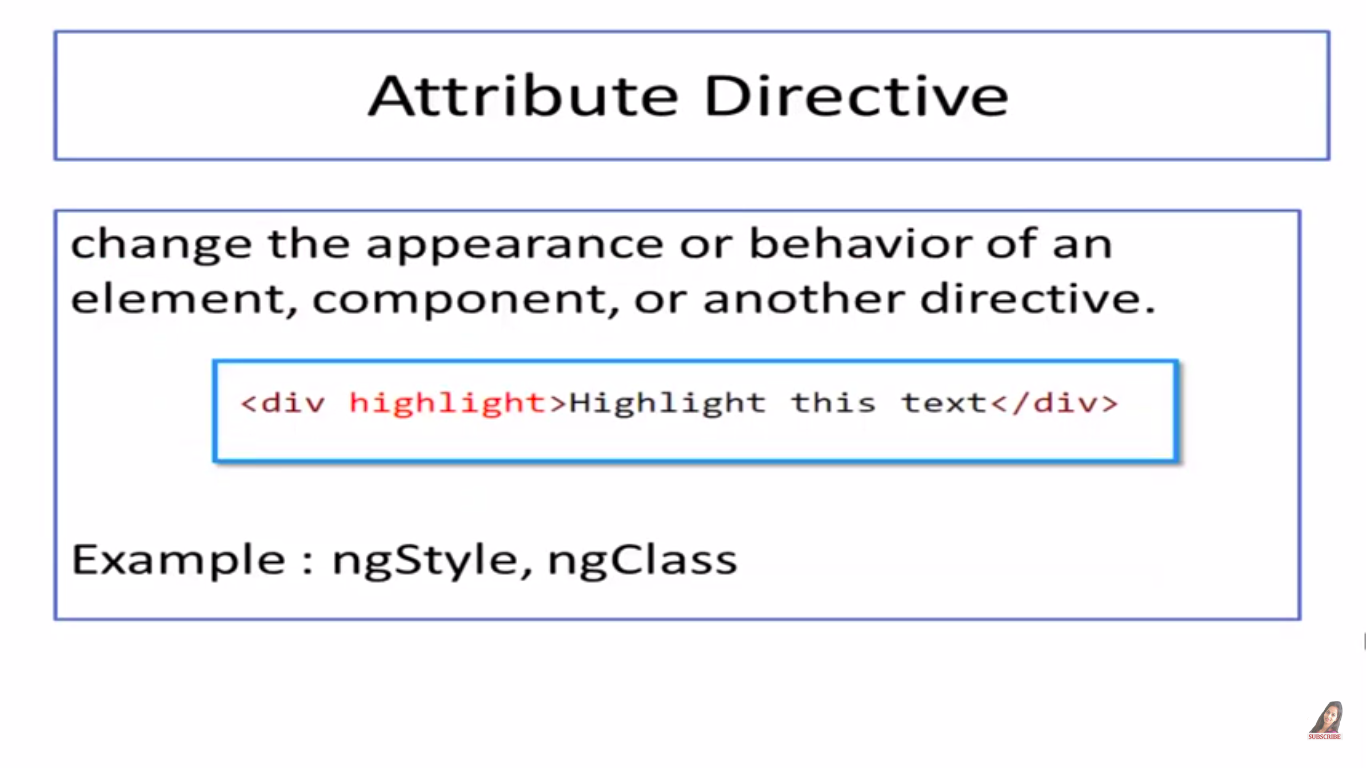 Attribute Directive
change the appearance or behavior of an
element, component, or another directive.
<div highlight>Highlight this text</div>
Example : ngStyle, ngClass
SUBSCRIBE